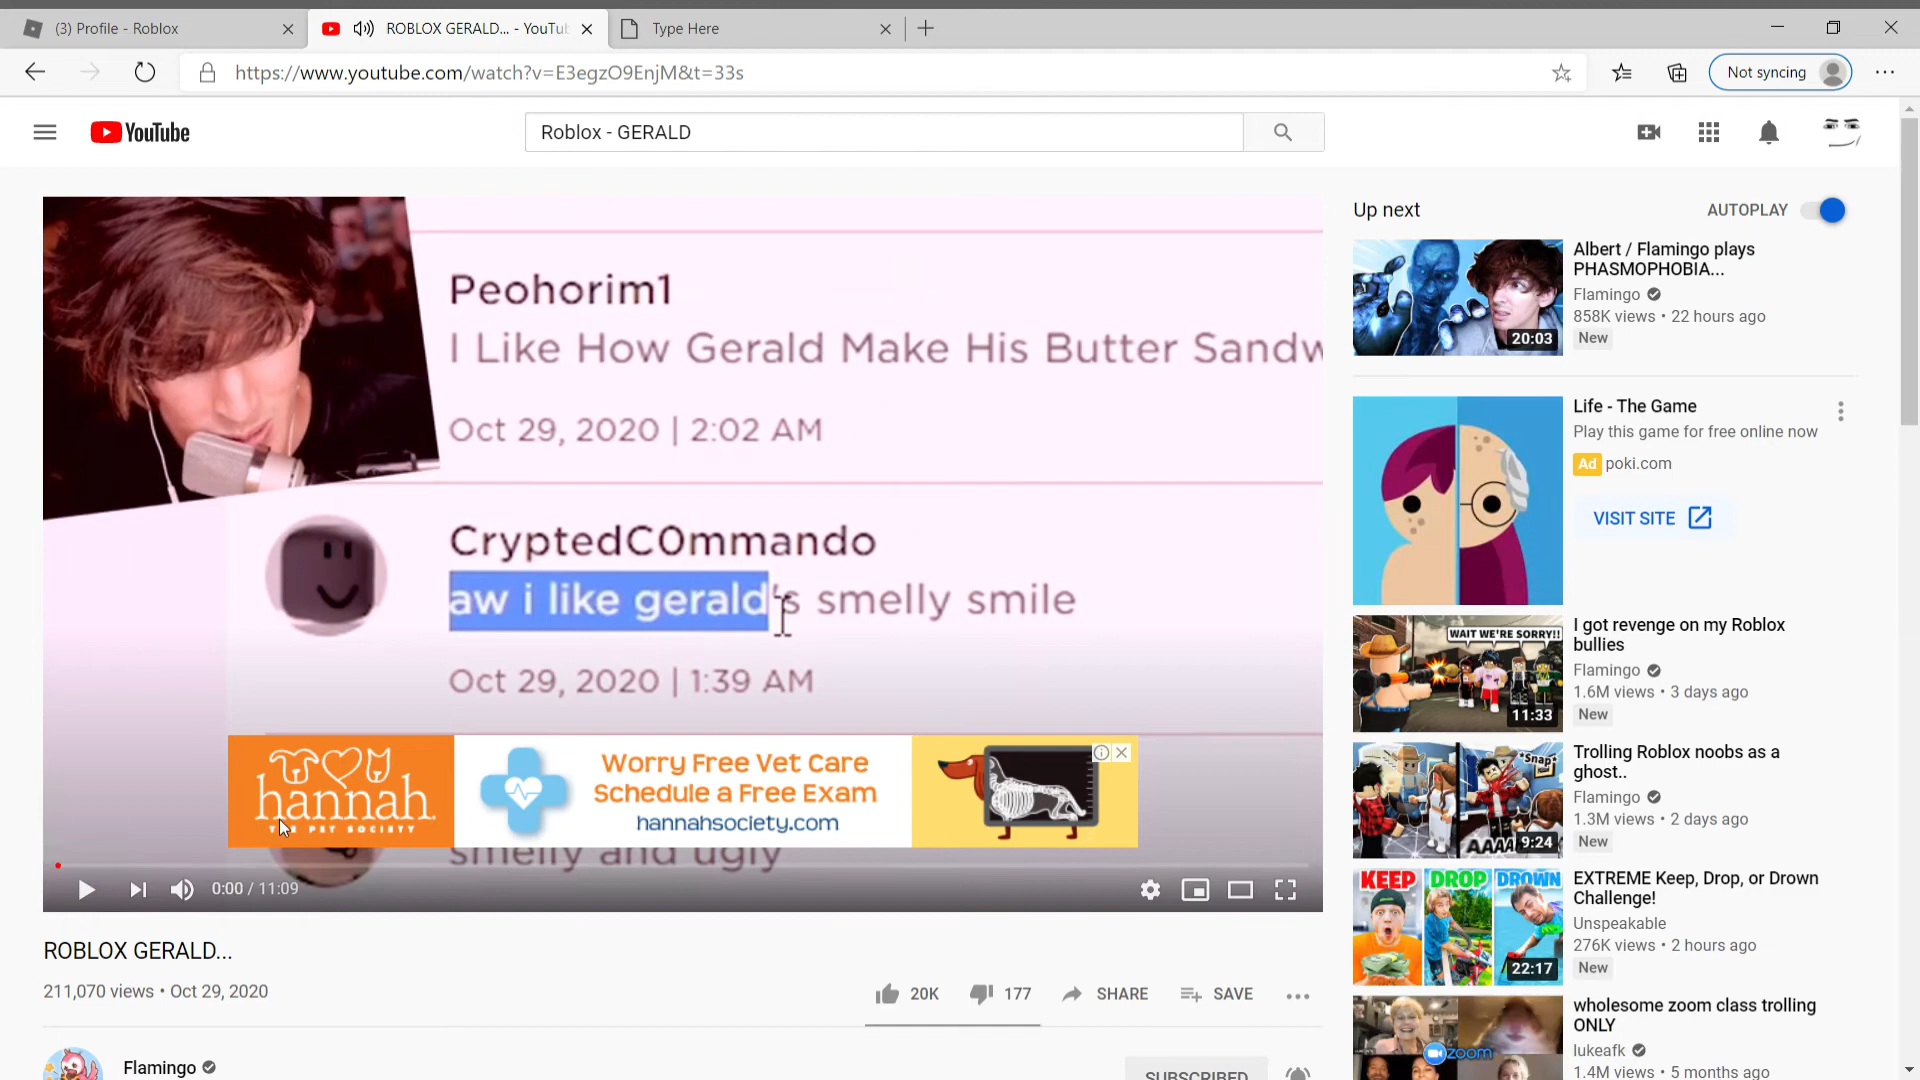 (3) Profile - Roblox
ROBLOX GERALD... - YouTub
Type Here
https://www.youtube.com/watch?v=E3egzO9EnjM&t=33s
Not syncing
YouTube
Roblox - GERALD
Peohorim1
I Like How Gerald Make His Butter Sandw
Oct 29, 2020 | 2:02 AM
CryptedC0mmando
aw i like gerald's smelly smile
Oct 29, 2020 | 1:39 AM
hannah
THE PET SOCIETY
Worry Free Vet Care
Schedule a Free Exam
hannahsociety.com
smelly and ugly
0:00 / 11:09
ROBLOX GERALD...
211,070 views • Oct 29, 2020
20K
177
SHARE
SAVE
Flamingo
SUBSCRIBED
Up next
AUTOPLAY
20:03
Albert / Flamingo plays
PHASMOPHOBIA...
Flamingo
858K views • 22 hours ago
New
Life - The Game
Play this game for free online now
Ad poki.com
VISIT SITE
WAIT WE'RE SORRY!!
11:33
I got revenge on my Roblox
bullies
Flamingo
1.6M views • 3 days ago
New
*Snap*
AAAA
9:24
Trolling Roblox noobs as a
ghost..
Flamingo
1.3M views • 2 days ago
New
KEEP DROP DROWN
22:17
EXTREME Keep, Drop, or Drown
Challenge!
Unspeakable
276K views • 2 hours ago
New
zoom
wholesome zoom class trolling
ONLY
lukeafk
1.4M views • 5 months ago